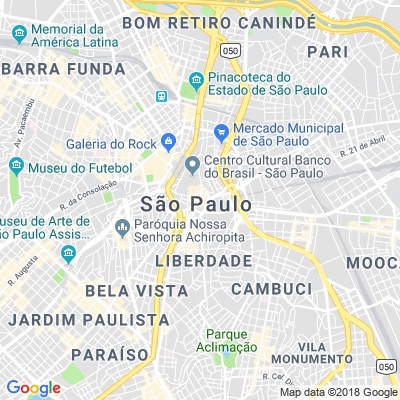 Memorial da
América Latina
BOM RETIRO CANINDÉ
050
PARI
BARRA FUNDA
Av. Pacaembu
Pinacoteca do
Estado de São Paulo
Galeria do Rock
Mercado Municipal
de São Paulo
R. 21 de Abril
Museu do Futebol
Centro Cultural Banco
do Brasil - São Paulo
R. da Consolação
São Paulo
useu de Arte de
ão Paulo Assis...
Paróquia Nossa
Senhora Achiropita
R. Augusta
LIBERDADE
MOOC
BELA VISTA
CAMBUCI
JARDIM PAULISTA
Parque
Aclimação
PARAÍSO
VILA
MONUMENTO
050
R. Cel. Di
Google
Map data ©2018 Google